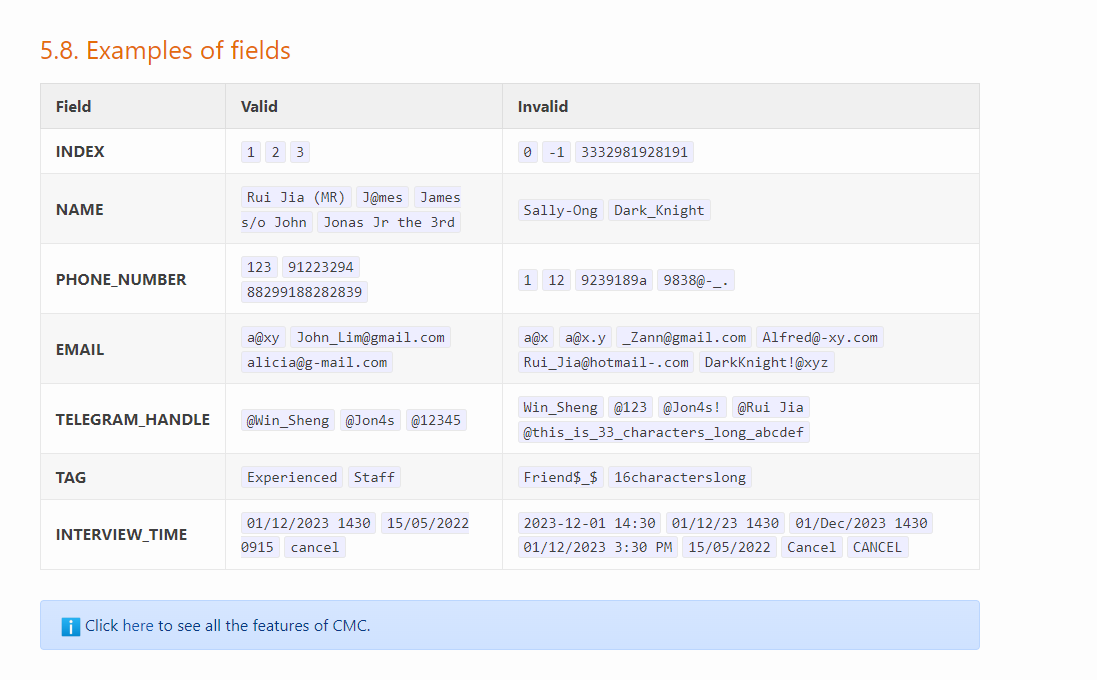 5.8. Examples of fields
Field Valid Invalid
INDEX 1 2 3 0 -1 3332981928191
NAME Rui Jia (MR) J@mes James
s/o John Jonas Jr the 3rd Sally-Ong Dark_Knight
PHONE_NUMBER 123 91223294
88299188282839 1 12 9239189a 9838@-_.
EMAIL a@xy John_Lim@gmail.com
alicia@g-mail.com a@x a@x.y _Zann@gmail.com Alfred@-xy.com
Rui_Jia@hotmail-.com DarkKnight!@xyz
TELEGRAM_HANDLE @Win_Sheng @Jon4s @12345 Win_Sheng @123 @Jon4s! @Rui Jia
@this_is_33_characters_long_abcdef
TAG Experienced Staff Friend$_$ 16characterslong
INTERVIEW_TIME 01/12/2023 1430 15/05/2022
0915 cancel 2023-12-01 14:30 01/12/23 1430 01/Dec/2023 1430
01/12/2023 3:30 PM 15/05/2022 Cancel CANCEL
Click here to see all the features of CMC.